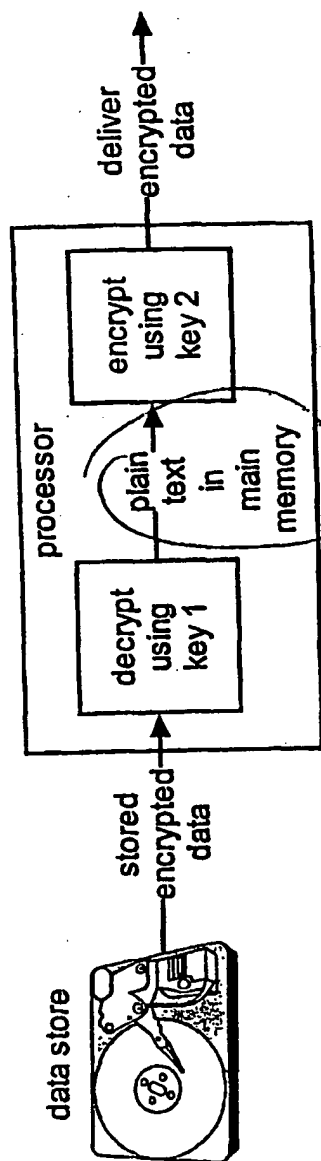 data store
stored
encrypted
data
processor
decrypt
using
key 1
plain
text
in
main
memory
encrypt
using
key 2
deliver
encrypted
data